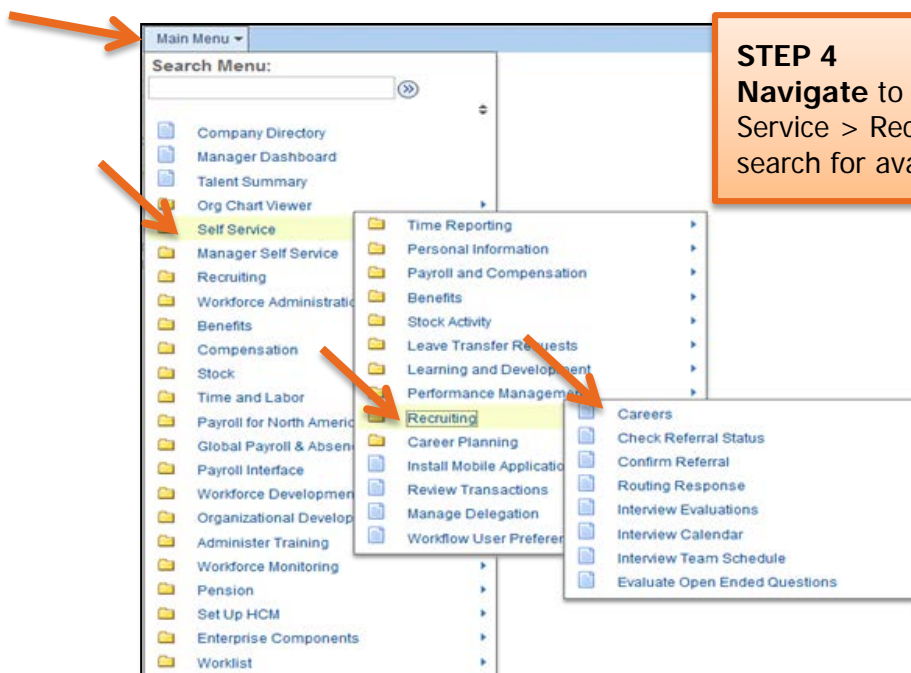 Main Menu
Search Menu:
Company Directory
Manager Dashboard
Talent Summary
Org Chart Viewer
Self Service
Manager Self Service
Recruiting
Workforce Administratio
Benefits
Compensation
Stock
Time and Labor
Payroll for North Americ
Global Payroll & Absen
Payroll Interface
Workforce Developmen
Organizational Develop
Administer Training
Workforce Monitoring
Pension
Set Up HCM
Enterprise Components
Worklist
Time Reporting
Personal Information
Payroll and Compensation
Benefits
Stock Activity
Leave Transfer Requests
Learning and Development
Performance Management
Recruiting
Career Planning
Install Mobile Applicatio
Review Transactions
Manage Delegation
Workflow User Preferen
Careers
Check Referral Status
Confirm Referral
Routing Response
Interview Evaluations
Interview Calendar
Interview Team Schedule
Evaluate Open Ended Questions
STEP 4
Navigate to
Service > Rec
search for ava